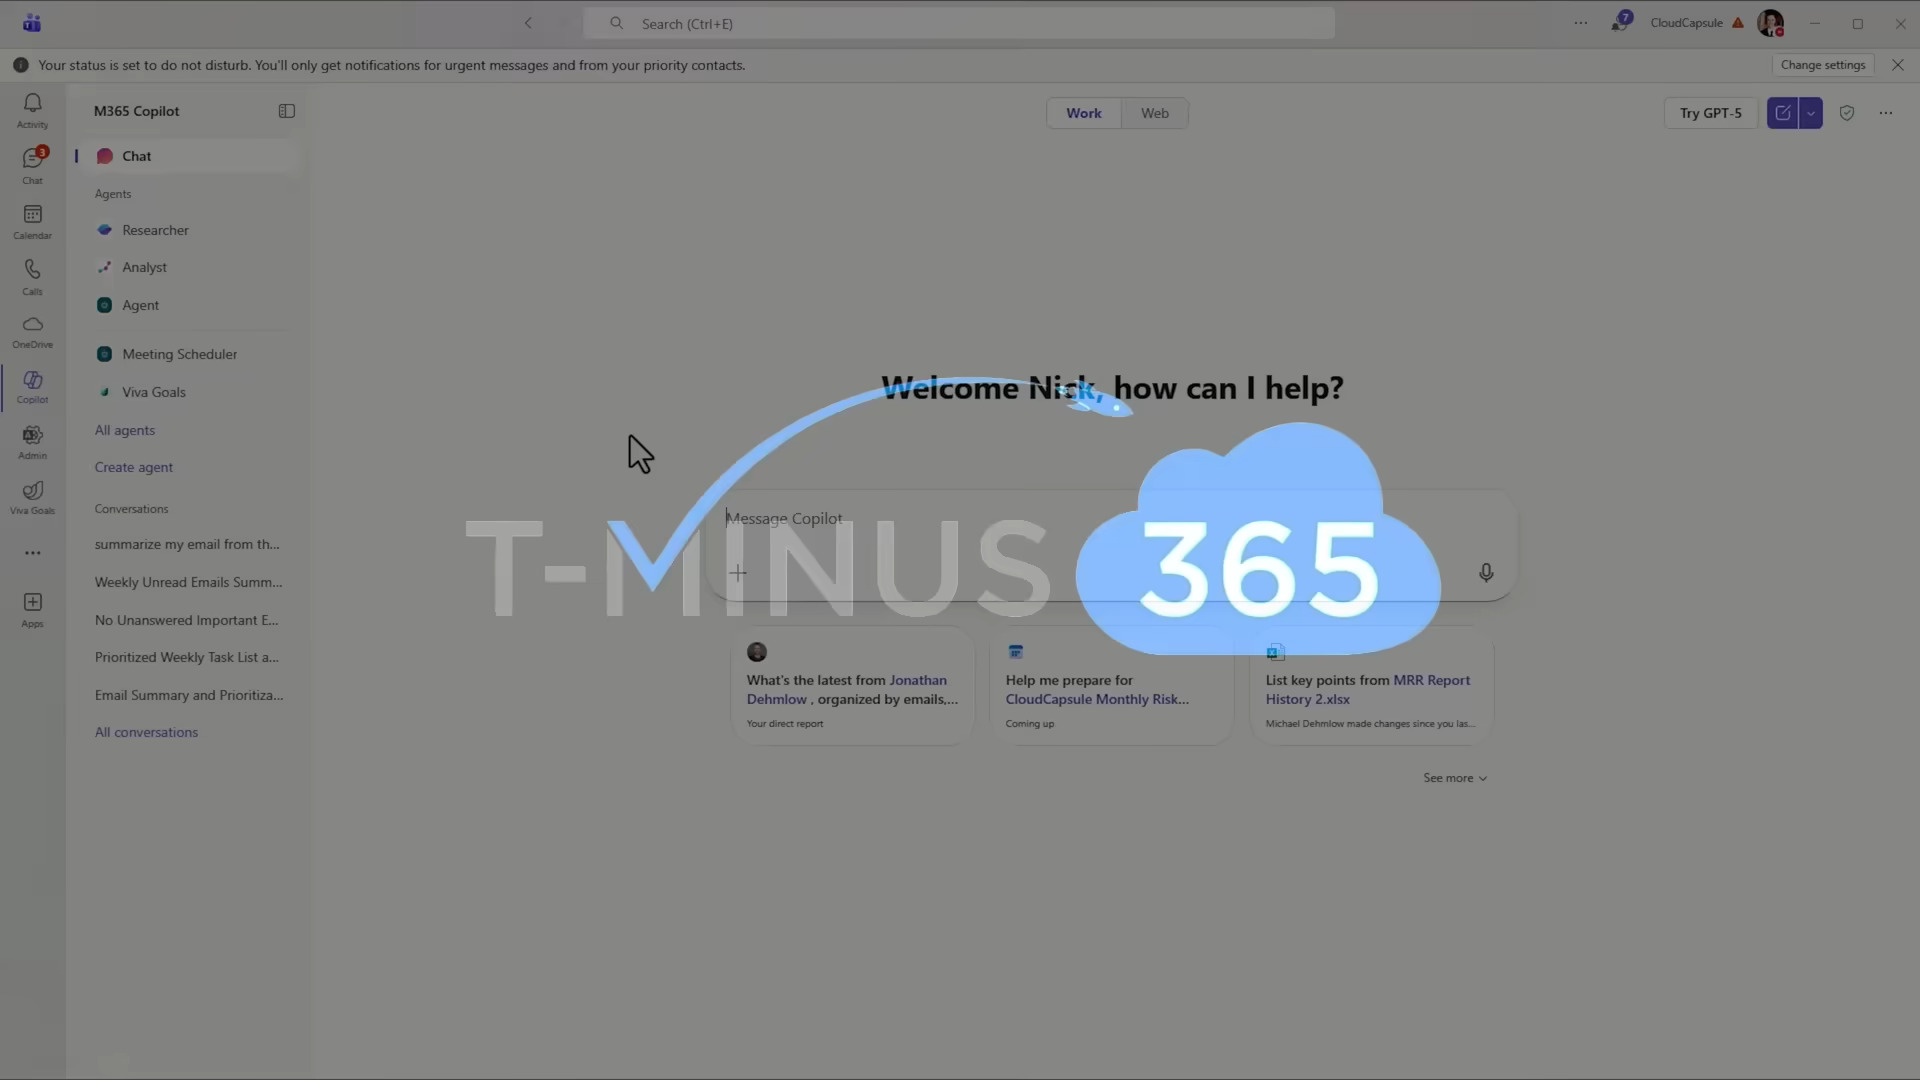 Search (Ctrl+E)
7
CloudCapsule
Your status is set to do not disturb. You'll only get notifications for urgent messages and from your priority contacts.
Change settings
Activity
3
Chat
Calendar
Calls
OneDrive
Copilot
Admin
Viva Goals
Apps
M365 Copilot
Chat
Agents
Researcher
Analyst
Agent
Meeting Scheduler
Viva Goals
All agents
Create agent
Conversations
summarize my email from th...
Weekly Unread Emails Summ...
No Unanswered Important E...
Prioritized Weekly Task List a...
Email Summary and Prioritiza...
All conversations
Work
Web
Try GPT-5
Welcome Nick, how can I help?
Message Copilot
T-MINUS 365
What's the latest from Jonathan
Dehmlow , organized by emails,...
Your direct report
Help me prepare for
CloudCapsule Monthly Risk...
Coming up
List key points from MRR Report
History 2.xlsx
Michael Dehmlow made changes since you las...
See more